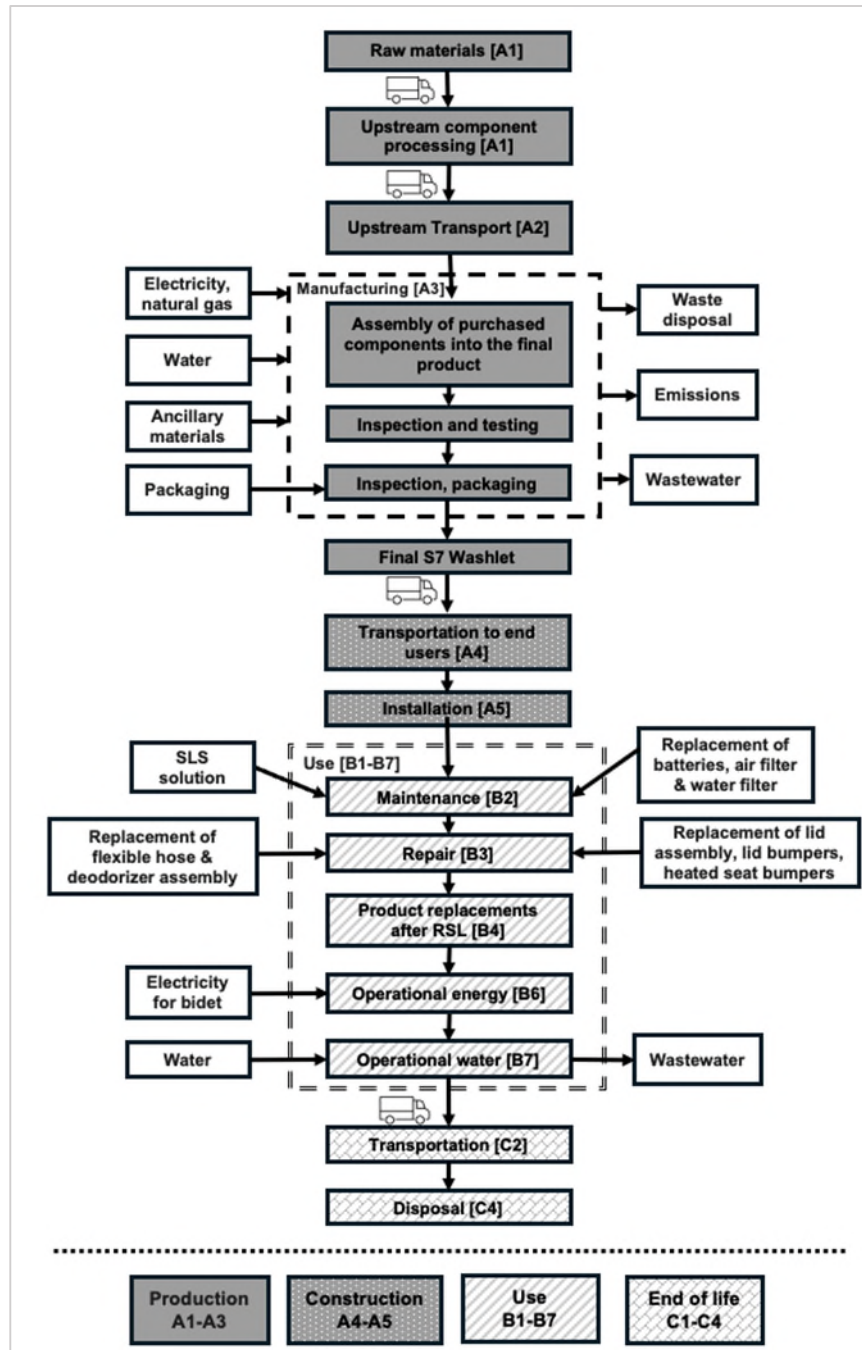 Raw materials [A1]
Upstream component
processing [A1]
Upstream Transport [A2]
Electricity,
natural gas
Manufacturing [A3]
Waste
disposal
Assembly of purchased
components into the final
product
Water
Emissions
Ancillary
materials
Inspection and testing
Packaging
Inspection, packaging
Wastewater
Final S7 Washlet
Transportation to end
users [A4]
Installation [A5]
SLS
solution
Use [B1-B7]
Replacement of
batteries, air filter
& water filter
Maintenance [B2]
Replacement of
flexible hose &
deodorizer assembly
Repair [B3]
Replacement of lid
assembly, lid bumpers,
heated seat bumpers
Product replacements
after RSL [B4]
Electricity
for bidet
Operational energy [B6]
Water
Operational water [B7]
Wastewater
Transportation [C2]
Disposal [C4]
Production
A1-A3
Construction
A4-A5
Use
B1-B7
End of life
C1-C4